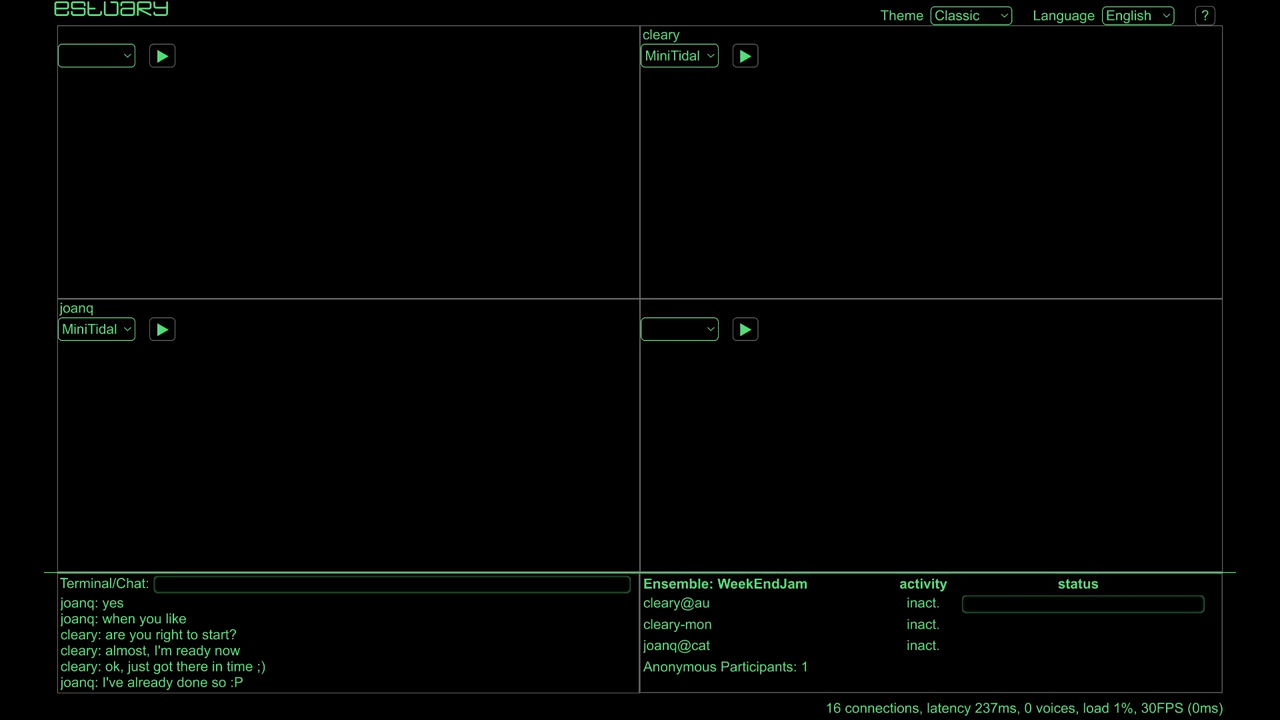 estuary
Theme Classic Language English ?
cleary
MiniTidal
joanq
MiniTidal
Terminal/Chat:
joanq: yes
joanq: when you like
cleary: are you right to start?
cleary: almost, I'm ready now
cleary: ok, just got there in time ;)
joanq: I've already done so :P
Ensemble: WeekEndJam activity status
cleary@au inact.
cleary-mon inact.
joanq@cat inact.
Anonymous Participants: 1
16 connections, latency 237ms, 0 voices, load 1%, 30FPS (0ms)